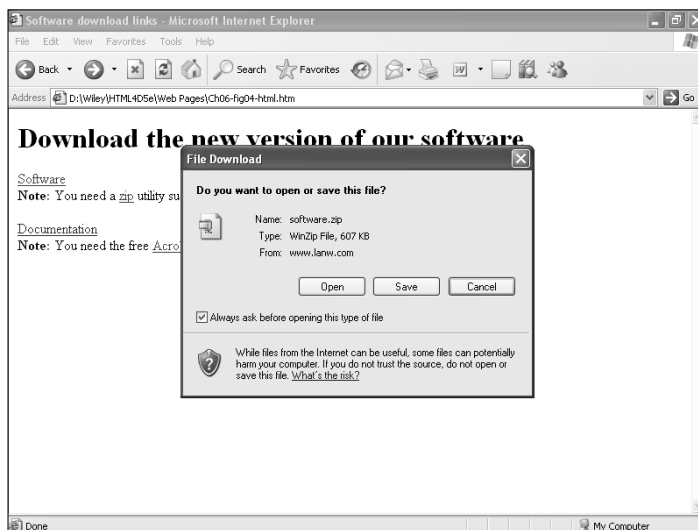 Software download links - Microsoft Internet Explorer
File Edit View Favorites Tools Help
Back Search Favorites
Address D:\Wiley\HTML4D5e\Web Pages\Ch06-fig04-html.htm Go
Download the new version of our software
Software
Note: You need a zip utility su
Documentation
Note: You need the free Acro
File Download
Do you want to open or save this file?
Name: software.zip
Type: WinZip File, 607 KB
From: www.lanw.com
Open Save Cancel
Always ask before opening this type of file
While files from the Internet can be useful, some files can potentially
harm your computer. If you do not trust the source, do not open or
save this file. What's the risk?
Done My Computer